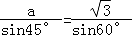 a/sin45° = √3/sin60°